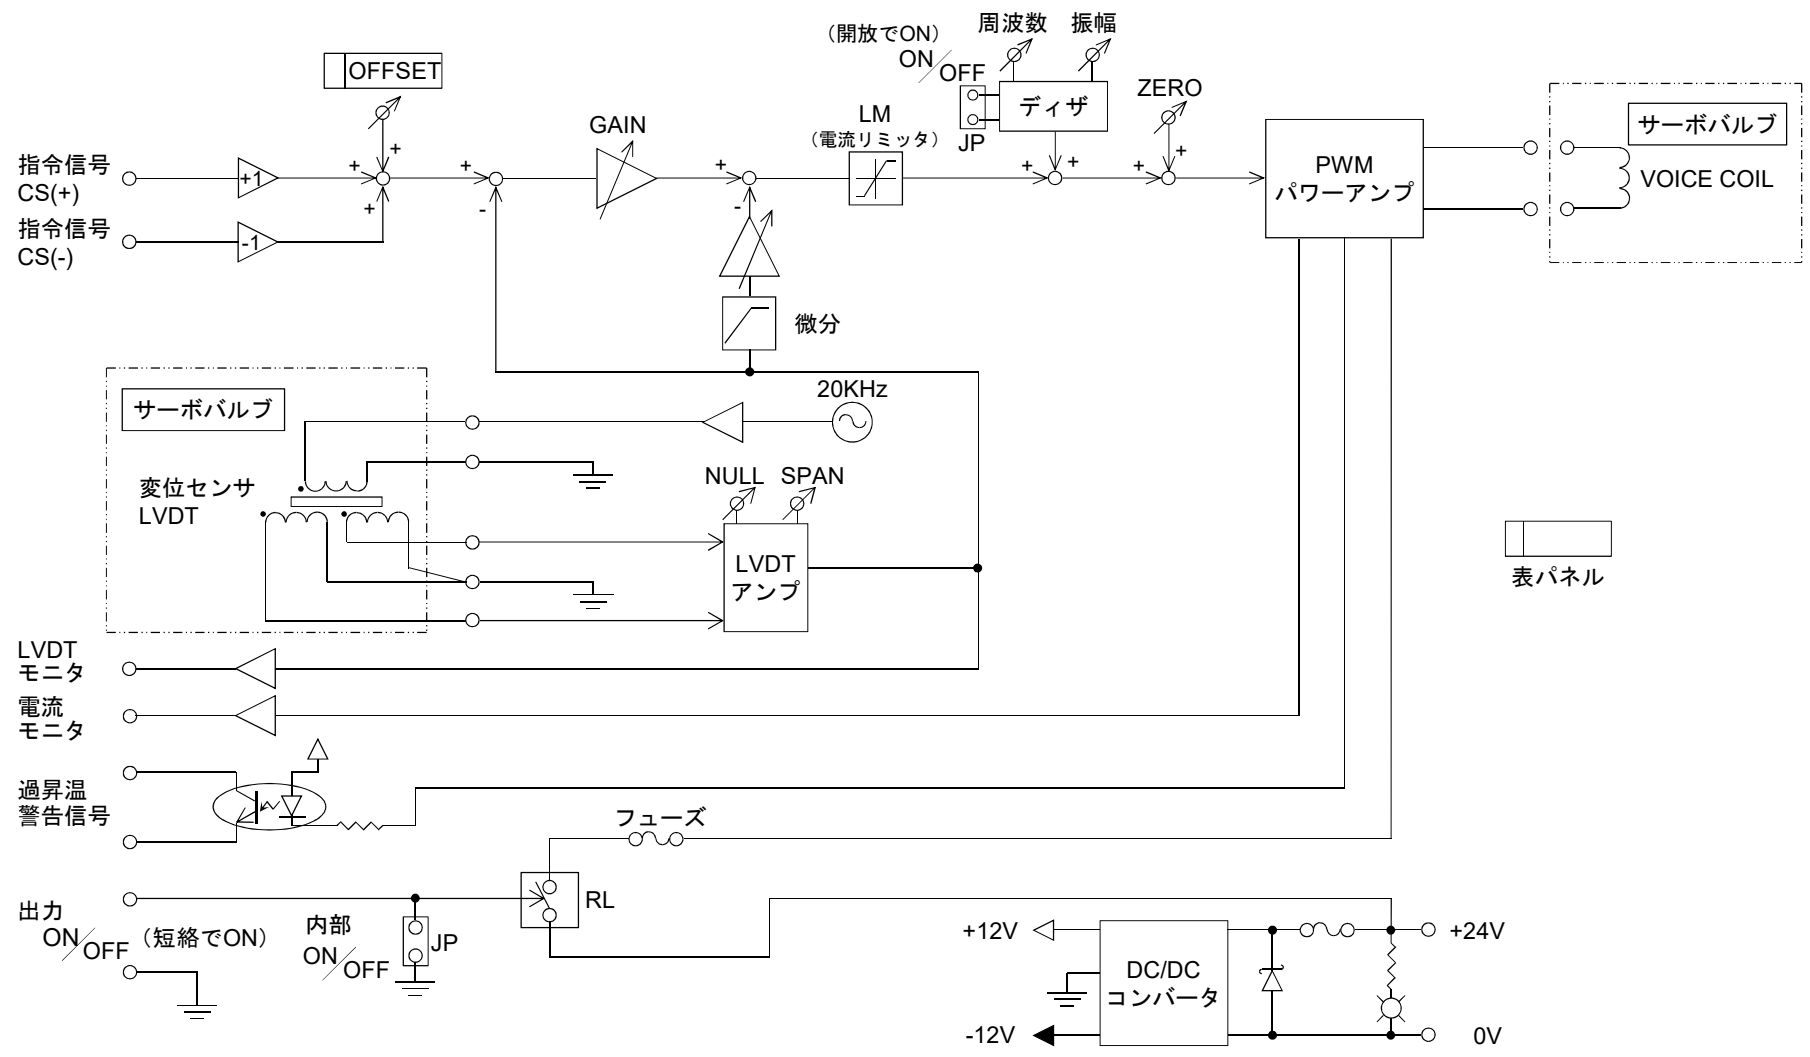 周波数
振幅
(開放でON)
ON/OFF
OFFSET
ディザ
JP
ZERO
サーボバルブ
GAIN
LM
(電流リミッタ)
指令信号
CS(+)
+1
+
+
+
+
-
+
-
+
+
+
+
PWM
パワーアンプ
VOICE COIL
指令信号
CS(-)
-1
微分
サーボバルブ
20KHz
変位センサ
LVDT
NULL
SPAN
LVDT
アンプ
表パネル
LVDT
モニタ
電流
モニタ
過昇温
警告信号
フューズ
RL
出力
ON/OFF
(短絡でON)
内部
ON/OFF
JP
+12V
DC/DC
コンバータ
-12V
+24V
0V